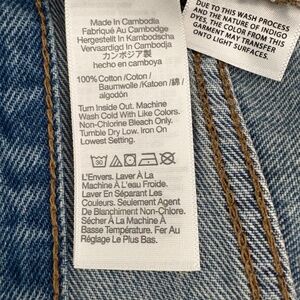 Made In Cambodia
Fabriqué Au Cambodge
Hergestellt In Kambodscha
Vervaardigd In Cambodja
カンボジア製
hecho en camboya
100% Cotton / Coton /
Baumwolle / Katoen / 綿 /
algodón
Turn Inside Out. Machine
Wash Cold With Like Colors.
Non-Chlorine Bleach Only.
Tumble Dry Low. Iron On
Lowest Setting.
30
L'Envers. Laver À La
Machine À L'eau Froide.
Laver En Séparant Les
Couleurs. Seulement Agent
De Blanchiment Non-Chlore.
Sécher À La Machine À
Basse Température. Fer Au
Réglage Le Plus Bas.
DUE TO THIS WASH PROCESS
AND THE NATURE OF INDIGO
DYES, THE COLOR FROM THIS
GARMENT MAY TRANSFER
ONTO LIGHT SURFACES.